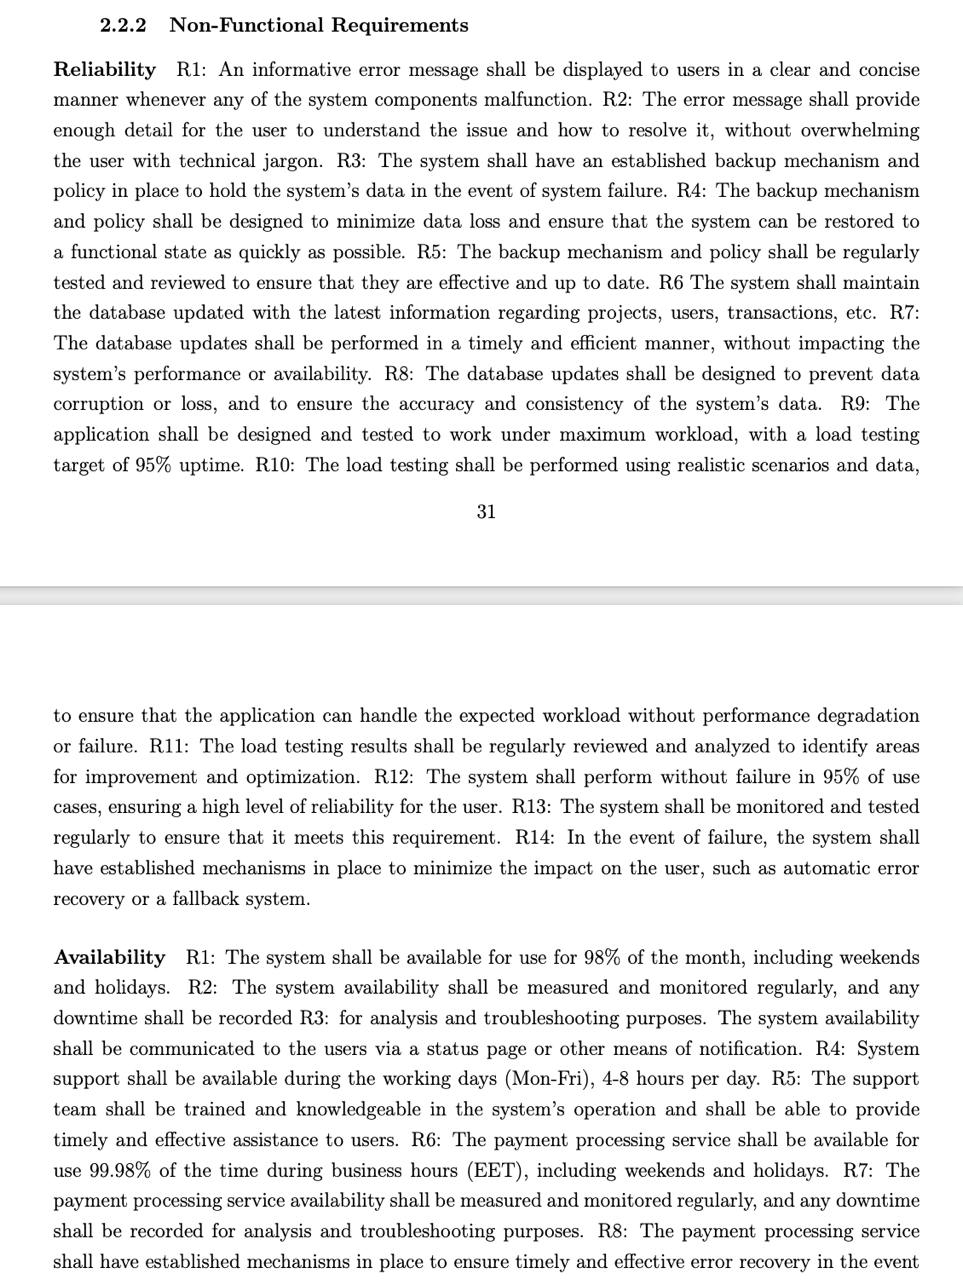 2.2.2 Non-Functional Requirements
Reliability R1: An informative error message shall be displayed to users in a clear and concise
manner whenever any of the system components malfunction. R2: The error message shall provide
enough detail for the user to understand the issue and how to resolve it, without overwhelming
the user with technical jargon. R3: The system shall have an established backup mechanism and
policy in place to hold the system's data in the event of system failure. R4: The backup mechanism
and policy shall be designed to minimize data loss and ensure that the system can be restored to
a functional state as quickly as possible. R5: The backup mechanism and policy shall be regularly
tested and reviewed to ensure that they are effective and up to date. R6 The system shall maintain
the database updated with the latest information regarding projects, users, transactions, etc. R7:
The database updates shall be performed in a timely and efficient manner, without impacting the
system's performance or availability. R8: The database updates shall be designed to prevent data
corruption or loss, and to ensure the accuracy and consistency of the system's data. R9: The
application shall be designed and tested to work under maximum workload, with a load testing
target of 95% uptime. R10: The load testing shall be performed using realistic scenarios and data,
31
to ensure that the application can handle the expected workload without performance degradation
or failure. R11: The load testing results shall be regularly reviewed and analyzed to identify areas
for improvement and optimization. R12: The system shall perform without failure in 95% of use
cases, ensuring a high level of reliability for the user. R13: The system shall be monitored and tested
regularly to ensure that it meets this requirement. R14: In the event of failure, the system shall
have established mechanisms in place to minimize the impact on the user, such as automatic error
recovery or a fallback system.
Availability R1: The system shall be available for use for 98% of the month, including weekends
and holidays. R2: The system availability shall be measured and monitored regularly, and any
downtime shall be recorded R3: for analysis and troubleshooting purposes. The system availability
shall be communicated to the users via a status page or other means of notification. R4: System
support shall be available during the working days (Mon-Fri), 4-8 hours per day. R5: The support
team shall be trained and knowledgeable in the system's operation and shall be able to provide
timely and effective assistance to users. R6: The payment processing service shall be available for
use 99.98% of the time during business hours (EET), including weekends and holidays. R7: The
payment processing service availability shall be measured and monitored regularly, and any downtime
shall be recorded for analysis and troubleshooting purposes. R8: The payment processing service
shall have established mechanisms in place to ensure timely and effective error recovery in the event